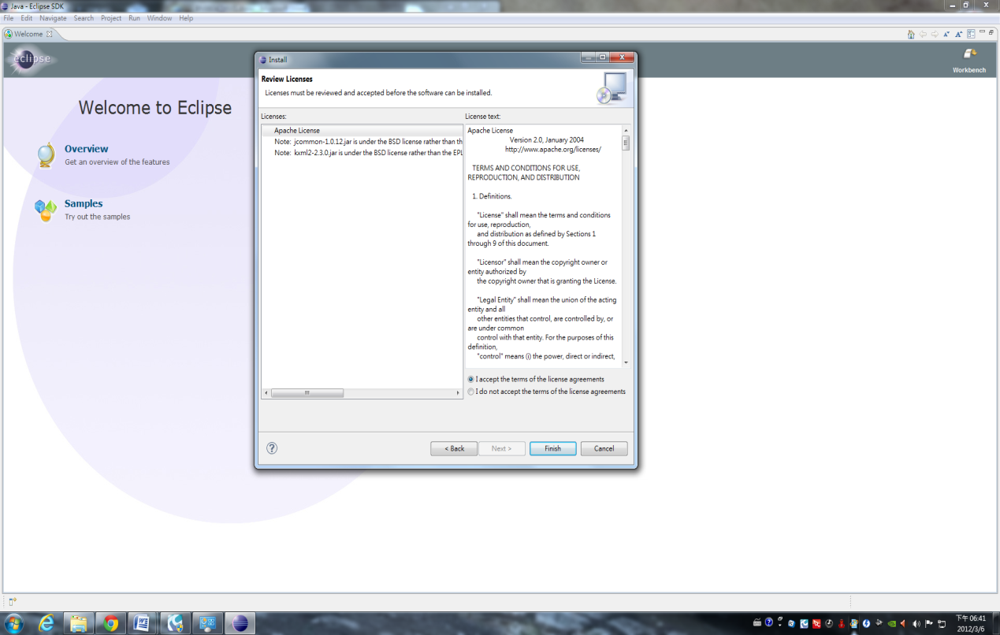 Java - Eclipse SDK
File Edit Navigate Search Project Run Window Help
Welcome
eclipse
Workbench
Welcome to Eclipse
Overview
Get an overview of the features
Samples
Try out the samples
Install
Review Licenses
Licenses must be reviewed and accepted before the software can be installed.
Licenses:
Apache License
Note: jcommon-1.0.12.jar is under the BSD license rather than th
Note: kxml2-2.3.0.jar is under the BSD license rather than the EPL
License text:
Apache License
Version 2.0, January 2004
http://www.apache.org/licenses/
TERMS AND CONDITIONS FOR USE,
REPRODUCTION, AND DISTRIBUTION
1. Definitions.
"License" shall mean the terms and conditions
for use, reproduction,
and distribution as defined by Sections 1
through 9 of this document.
"Licensor" shall mean the copyright owner or
entity authorized by
the copyright owner that is granting the License.
"Legal Entity" shall mean the union of the acting
entity and all
other entities that control, are controlled by, or
are under common
control with that entity. For the purposes of this
definition,
"control" means (i) the power, direct or indirect,
I accept the terms of the license agreements
I do not accept the terms of the license agreements
< Back Next > Finish Cancel
下午 06:41
2012/3/6